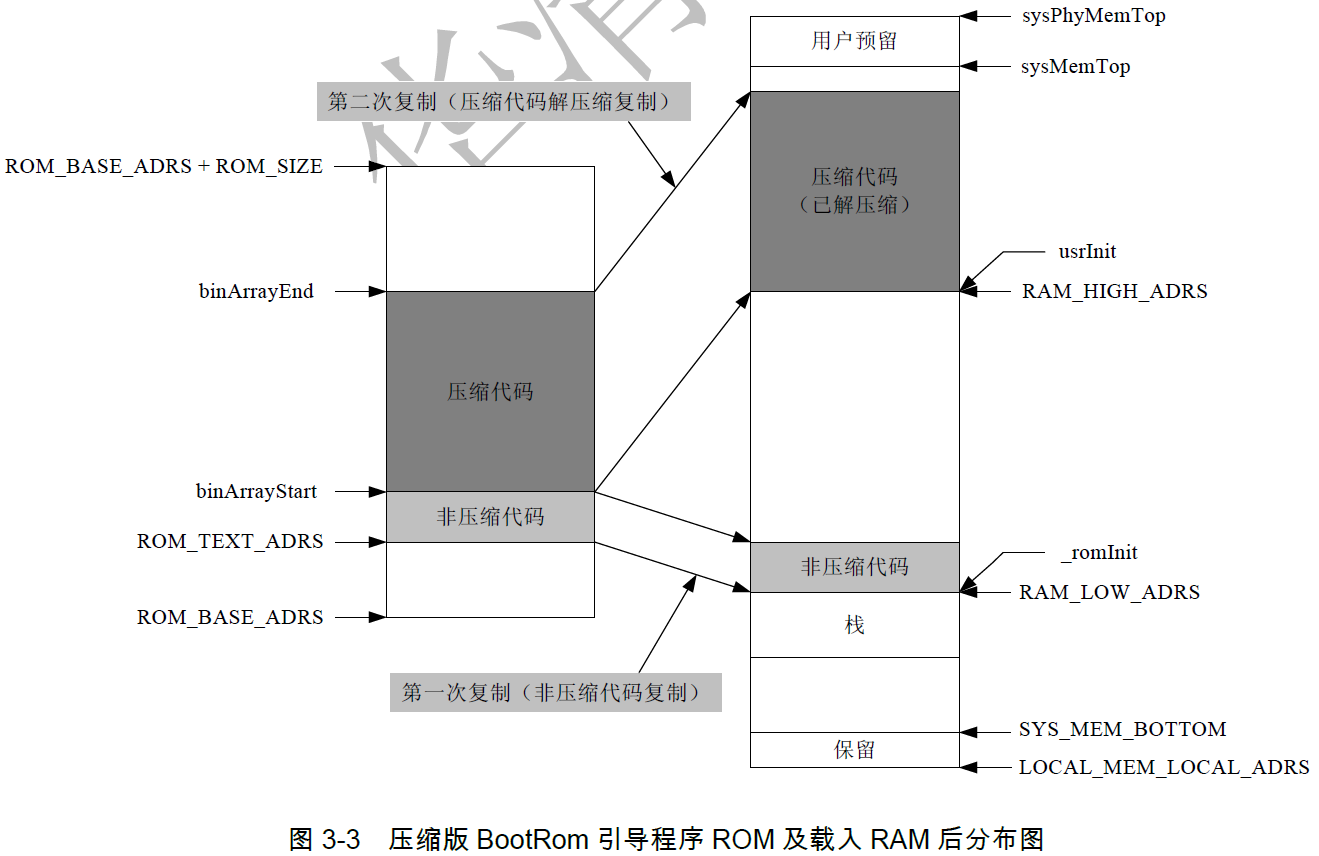 sysPhyMemTop
用户预留
sysMemTop
第二次复制（压缩代码解压缩复制）
ROM_BASE_ADRS + ROM_SIZE
压缩代码
（已解压缩）
usrInit
binArrayEnd
RAM_HIGH_ADRS
压缩代码
binArrayStart
非压缩代码
ROM_TEXT_ADRS
_romInit
非压缩代码
RAM_LOW_ADRS
ROM_BASE_ADRS
栈
第一次复制（非压缩代码复制）
SYS_MEM_BOTTOM
保留
LOCAL_MEM_LOCAL_ADRS
图 3-3 压缩版 BootRom 引导程序 ROM 及载入 RAM 后分布图